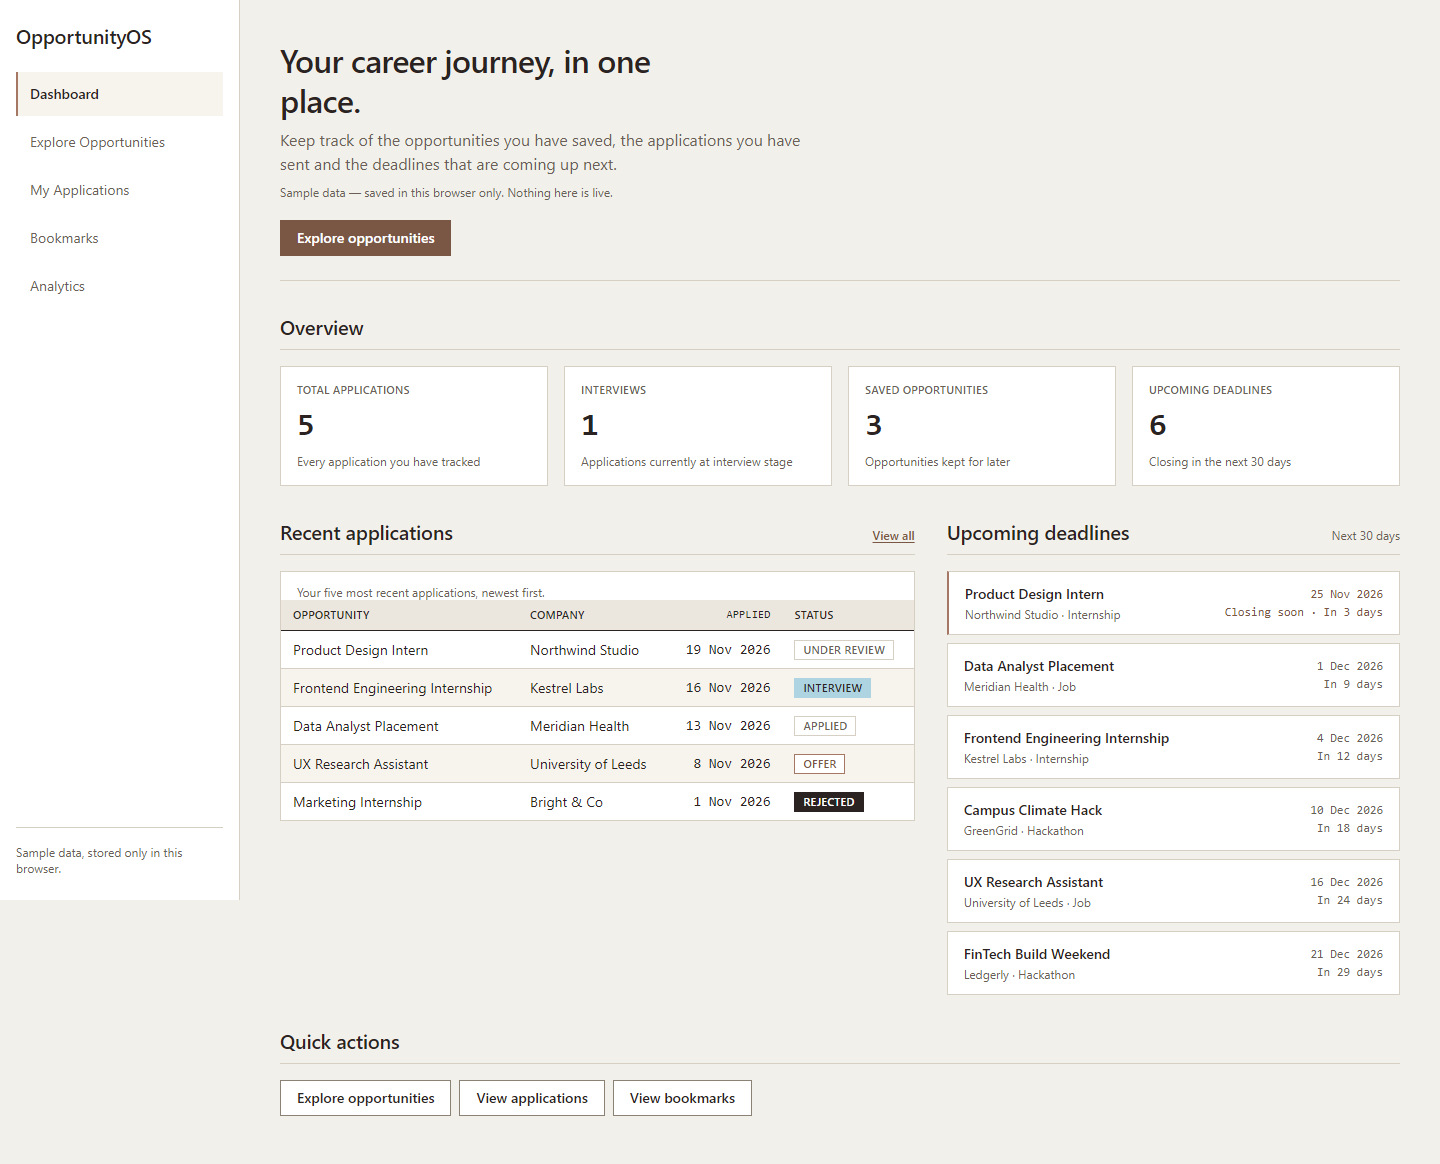 OpportunityOS
Dashboard
Explore Opportunities
My Applications
Bookmarks
Analytics
Sample data, stored only in this
browser.
Your career journey, in one
place.
Keep track of the opportunities you have saved, the applications you have
sent and the deadlines that are coming up next.
Sample data — saved in this browser only. Nothing here is live.
Explore opportunities
Overview
TOTAL APPLICATIONS
5
Every application you have tracked
INTERVIEWS
1
Applications currently at interview stage
SAVED OPPORTUNITIES
3
Opportunities kept for later
UPCOMING DEADLINES
6
Closing in the next 30 days
Recent applications View all
Your five most recent applications, newest first.
OPPORTUNITY COMPANY APPLIED STATUS
Product Design Intern Northwind Studio 19 Nov 2026 UNDER REVIEW
Frontend Engineering Internship Kestrel Labs 16 Nov 2026 INTERVIEW
Data Analyst Placement Meridian Health 13 Nov 2026 APPLIED
UX Research Assistant University of Leeds 8 Nov 2026 OFFER
Marketing Internship Bright & Co 1 Nov 2026 REJECTED
Upcoming deadlines Next 30 days
Product Design Intern 25 Nov 2026
Northwind Studio · Internship Closing soon · In 3 days
Data Analyst Placement 1 Dec 2026
Meridian Health · Job In 9 days
Frontend Engineering Internship 4 Dec 2026
Kestrel Labs · Internship In 12 days
Campus Climate Hack 10 Dec 2026
GreenGrid · Hackathon In 18 days
UX Research Assistant 16 Dec 2026
University of Leeds · Job In 24 days
FinTech Build Weekend 21 Dec 2026
Ledgerly · Hackathon In 29 days
Quick actions
Explore opportunities View applications View bookmarks